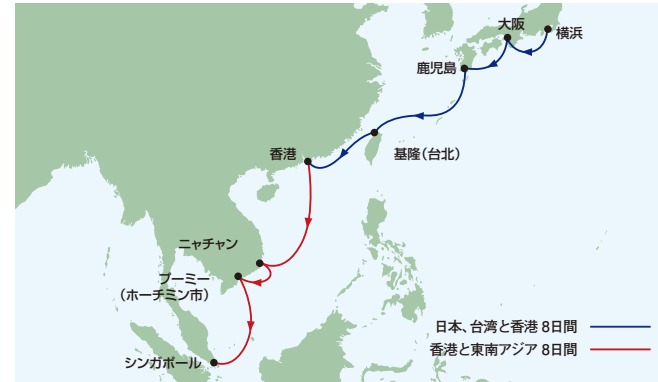 大阪
横浜
鹿児島
基隆（台北）
香港
ニャチャン
プーミー
（ホーチミン市）
シンガポール
日本、台湾と香港 8日間
香港と東南アジア 8日間